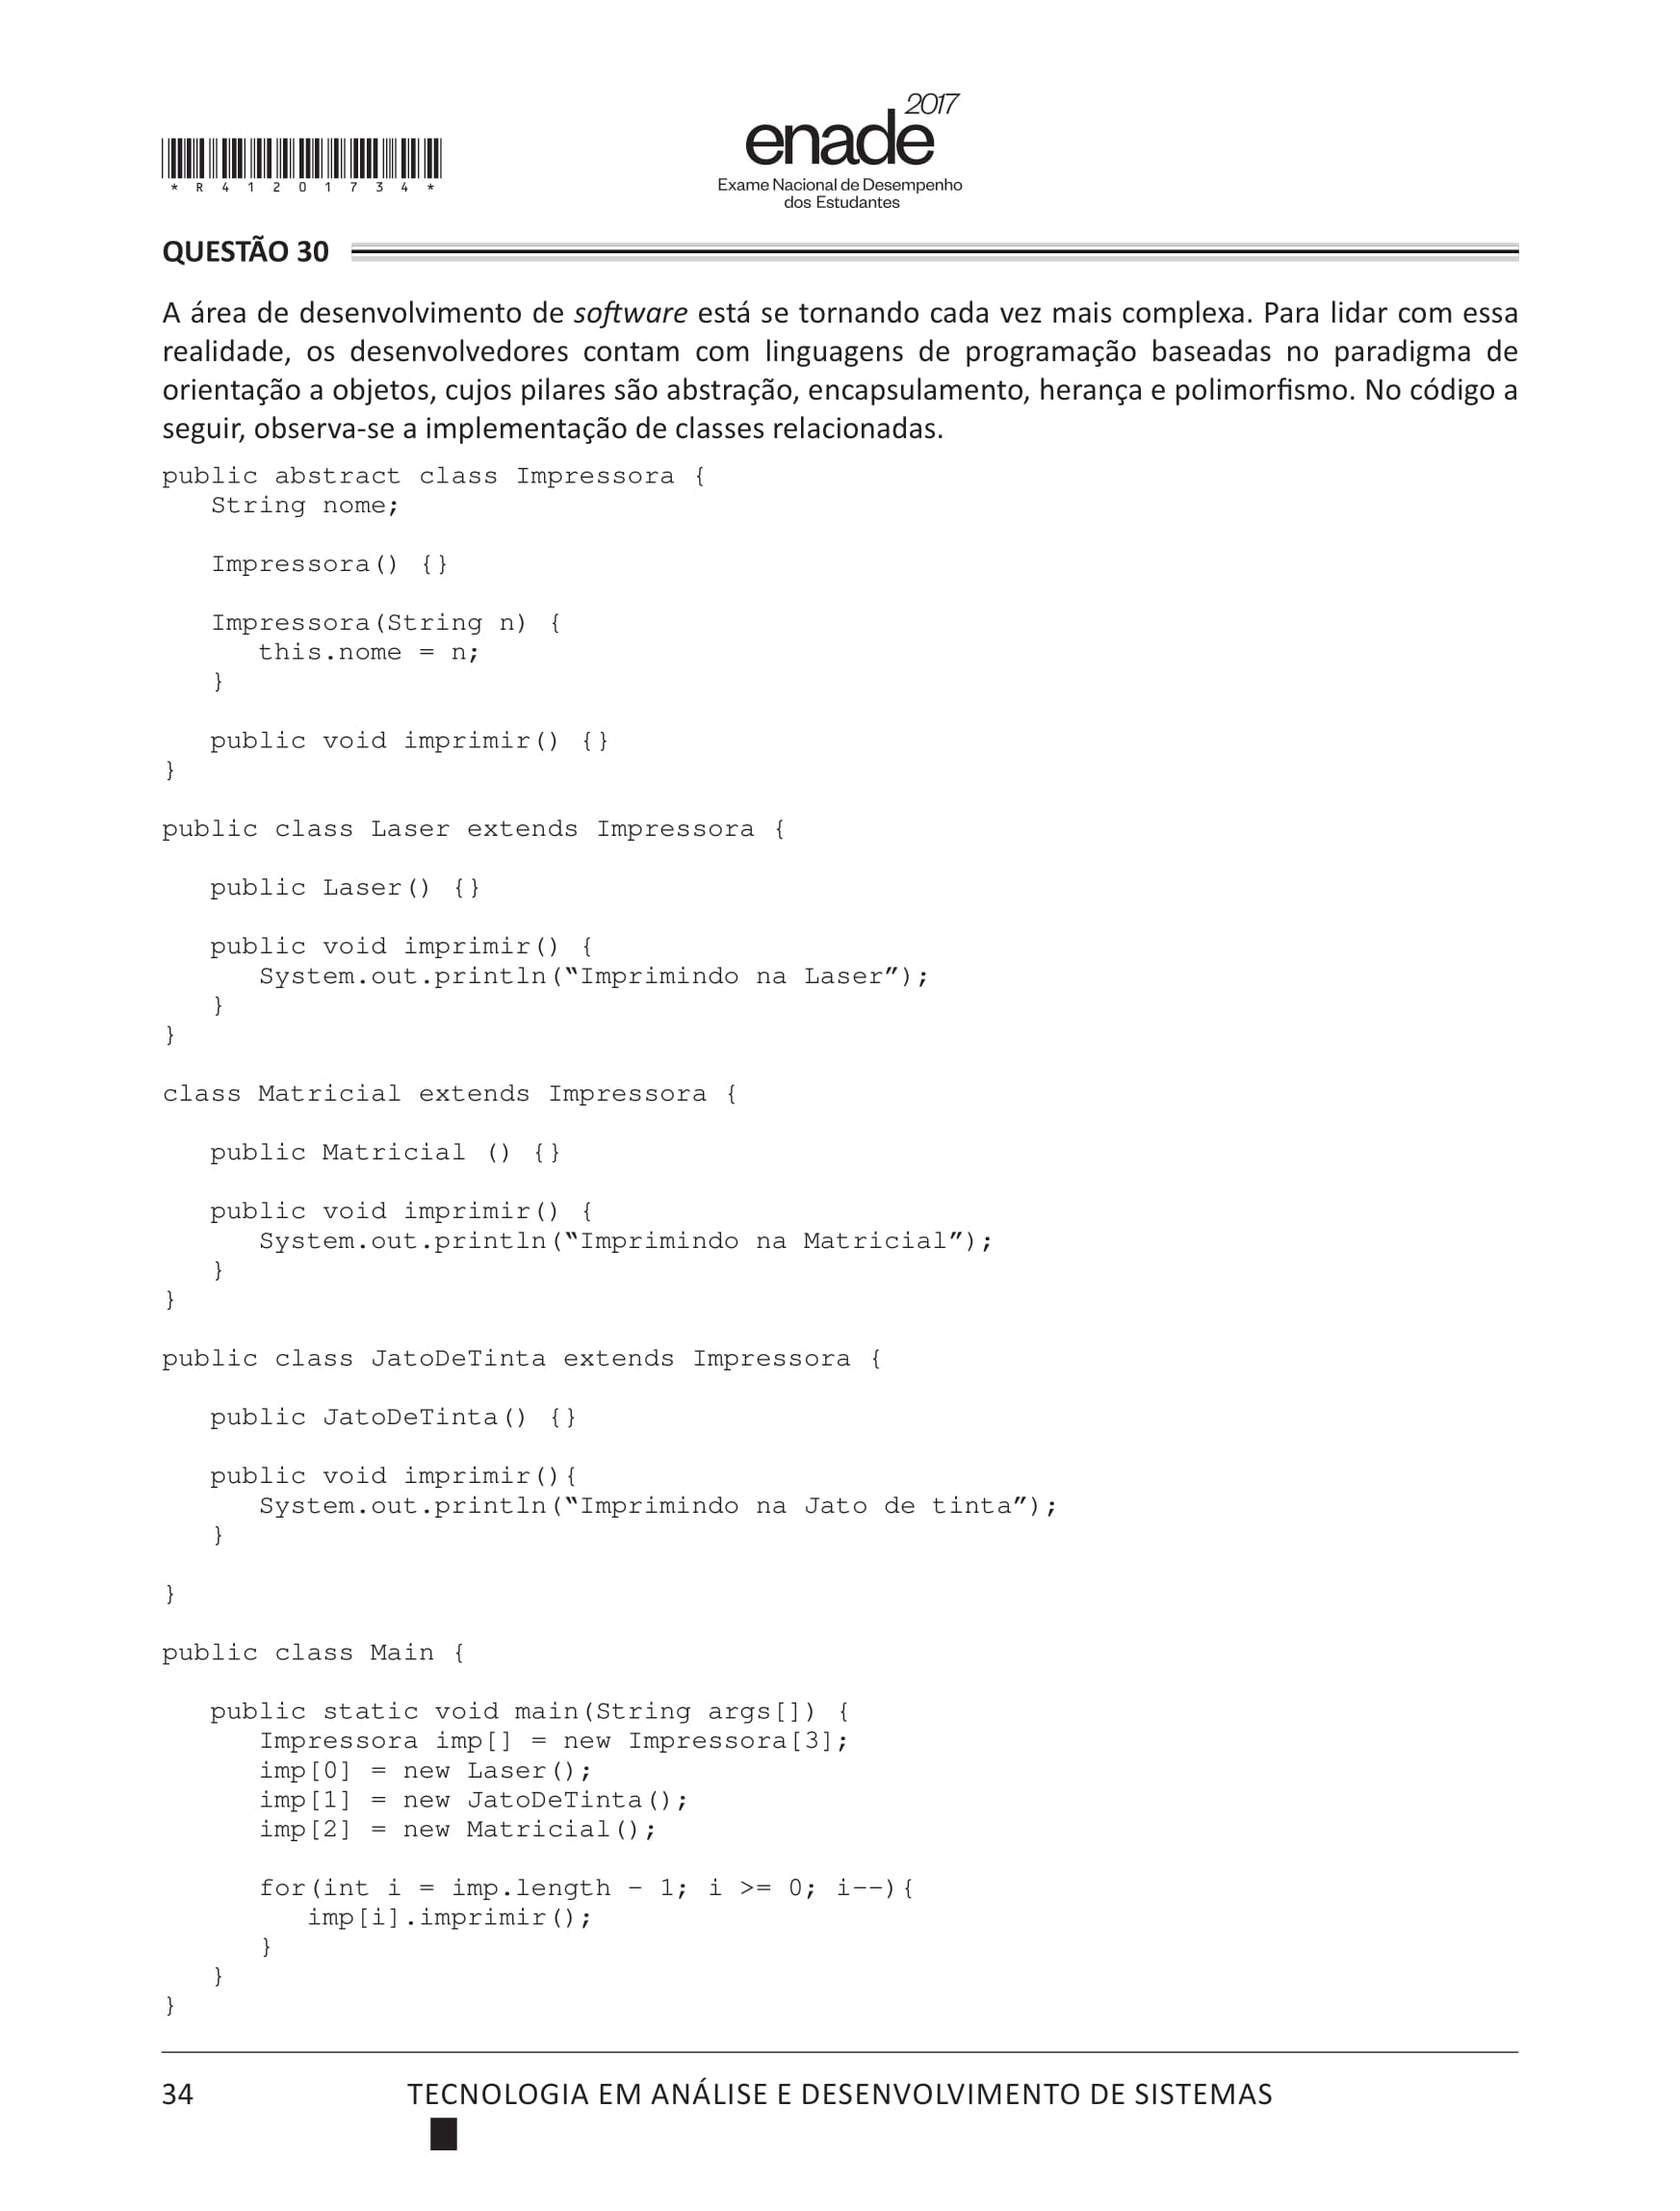 2017
enade
Exame Nacional de Desempenho
dos Estudantes
*R41201734*
QUESTÃO 30
A área de desenvolvimento de software está se tornando cada vez mais complexa. Para lidar com essa
realidade, os desenvolvedores contam com linguagens de programação baseadas no paradigma de
orientação a objetos, cujos pilares são abstração, encapsulamento, herança e polimorfismo. No código a
seguir, observa-se a implementação de classes relacionadas.
public abstract class Impressora {
   String nome;

   Impressora() {}

   Impressora(String n) {
      this.nome = n;
   }

   public void imprimir() {}
}

public class Laser extends Impressora {

   public Laser() {}

   public void imprimir() {
      System.out.println(“Imprimindo na Laser”);
   }
}

class Matricial extends Impressora {

   public Matricial () {}

   public void imprimir() {
      System.out.println(“Imprimindo na Matricial”);
   }
}

public class JatoDeTinta extends Impressora {

   public JatoDeTinta() {}

   public void imprimir(){
      System.out.println(“Imprimindo na Jato de tinta”);
   }

}

public class Main {

   public static void main(String args[]) {
      Impressora imp[] = new Impressora[3];
      imp[0] = new Laser();
      imp[1] = new JatoDeTinta();
      imp[2] = new Matricial();

      for(int i = imp.length - 1; i >= 0; i--){
         imp[i].imprimir();
      }
   }
}
34
TECNOLOGIA EM ANÁLISE E DESENVOLVIMENTO DE SISTEMAS